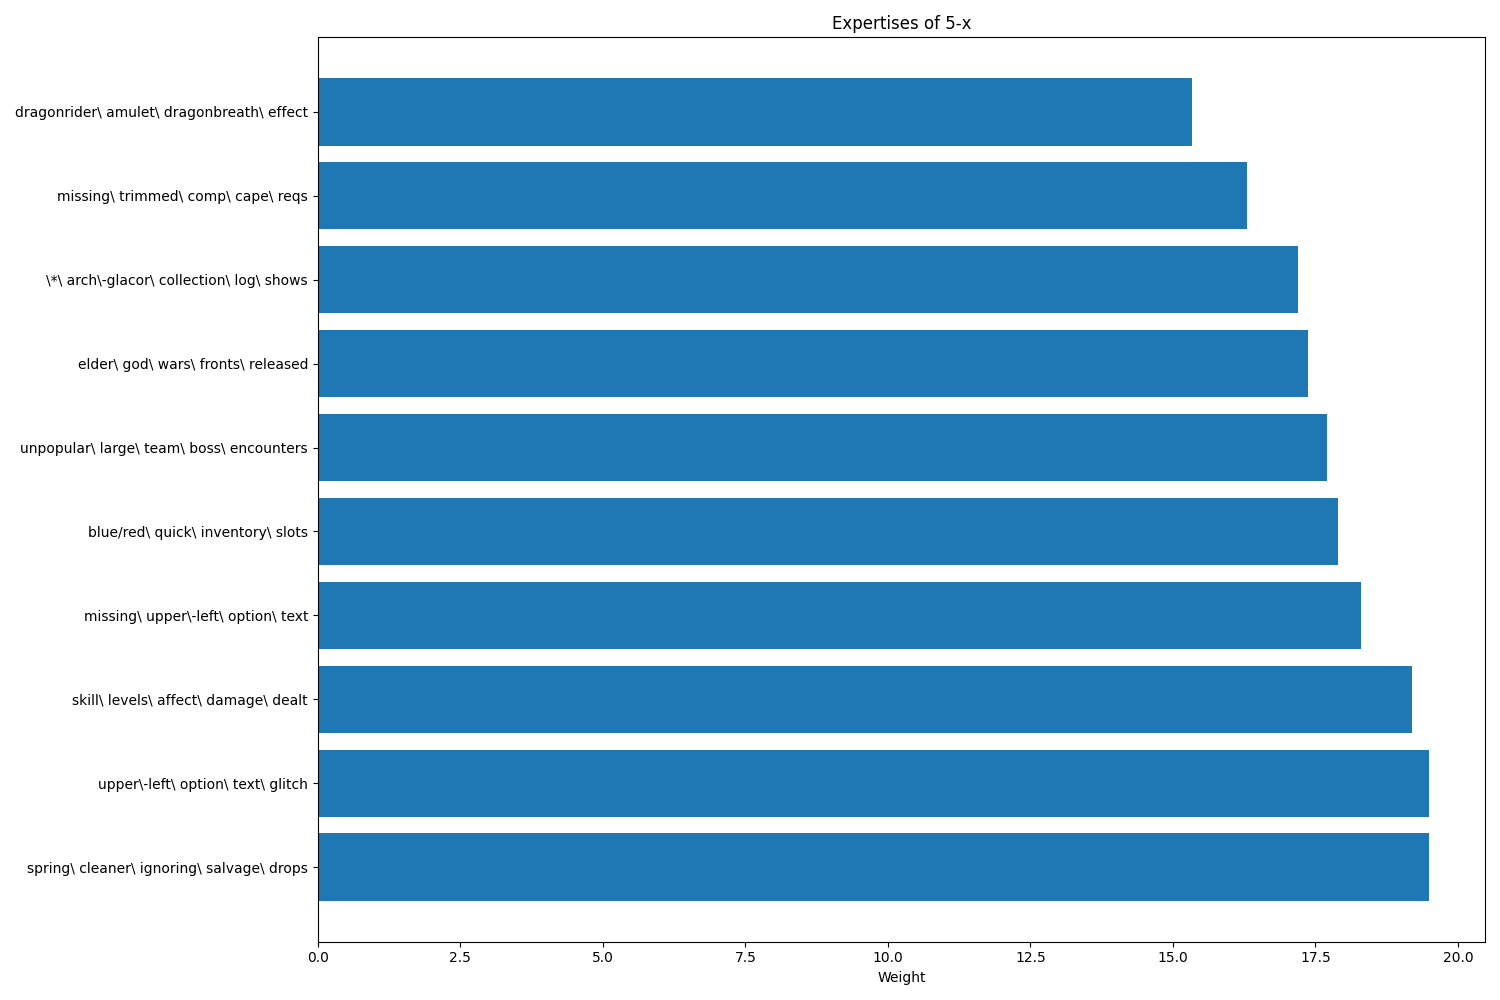 Expertises of 5-x
dragonrider\ amulet\ dragonbreath\ effect
missing\ trimmed\ comp\ cape\ reqs
\*\ arch\-glacor\ collection\ log\ shows
elder\ god\ wars\ fronts\ released
unpopular\ large\ team\ boss\ encounters
blue/red\ quick\ inventory\ slots
missing\ upper\-left\ option\ text
skill\ levels\ affect\ damage\ dealt
upper\-left\ option\ text\ glitch
spring\ cleaner\ ignoring\ salvage\ drops
0.0 2.5 5.0 7.5 10.0 12.5 15.0 17.5 20.0
Weight